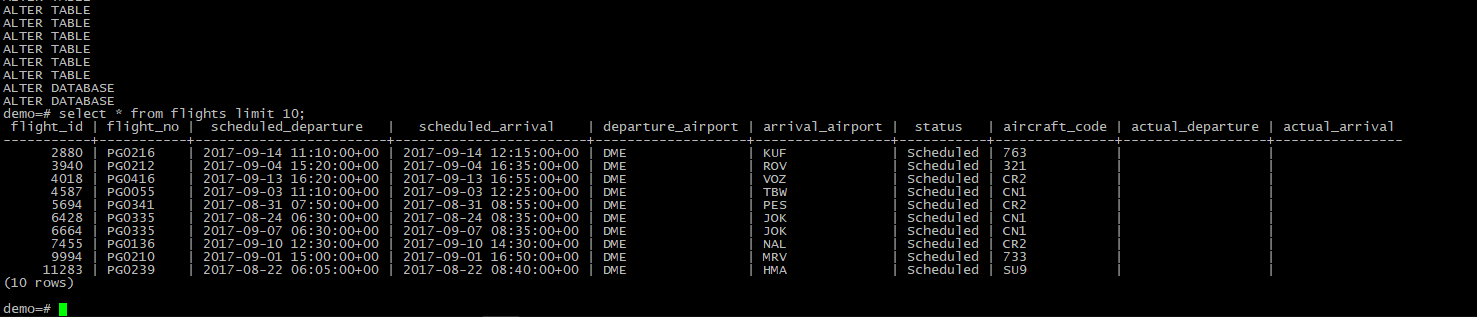 ALTER TABLE
ALTER TABLE
ALTER TABLE
ALTER TABLE
ALTER TABLE
ALTER TABLE
ALTER DATABASE
ALTER DATABASE
demo=# select * from flights limit 10;
 flight_id | flight_no |  scheduled_departure   |   scheduled_arrival    | departure_airport | arrival_airport |  status   | aircraft_code | actual_departure | actual_arrival
-----------+-----------+------------------------+------------------------+-------------------+-----------------+-----------+---------------+------------------+----------------
      2880 | PG0216    | 2017-09-14 11:10:00+00 | 2017-09-14 12:15:00+00 | DME               | KUF             | Scheduled | 763           |                  |
      3940 | PG0212    | 2017-09-04 15:20:00+00 | 2017-09-04 16:35:00+00 | DME               | ROV             | Scheduled | 321           |                  |
      4018 | PG0416    | 2017-09-13 16:20:00+00 | 2017-09-13 16:55:00+00 | DME               | VOZ             | Scheduled | CR2           |                  |
      4587 | PG0055    | 2017-09-03 11:10:00+00 | 2017-09-03 12:25:00+00 | DME               | TBW             | Scheduled | CN1           |                  |
      5694 | PG0341    | 2017-08-31 07:50:00+00 | 2017-08-31 08:55:00+00 | DME               | PES             | Scheduled | CR2           |                  |
      6428 | PG0335    | 2017-08-24 06:30:00+00 | 2017-08-24 08:35:00+00 | DME               | JOK             | Scheduled | CN1           |                  |
      6664 | PG0335    | 2017-09-07 06:30:00+00 | 2017-09-07 08:35:00+00 | DME               | JOK             | Scheduled | CN1           |                  |
      7455 | PG0136    | 2017-09-10 12:30:00+00 | 2017-09-10 14:30:00+00 | DME               | NAL             | Scheduled | CR2           |                  |
      9994 | PG0210    | 2017-09-01 15:00:00+00 | 2017-09-01 16:50:00+00 | DME               | MRV             | Scheduled | 733           |                  |
     11283 | PG0239    | 2017-08-22 06:05:00+00 | 2017-08-22 08:40:00+00 | DME               | HMA             | Scheduled | SU9           |                  |
(10 rows)
demo=#